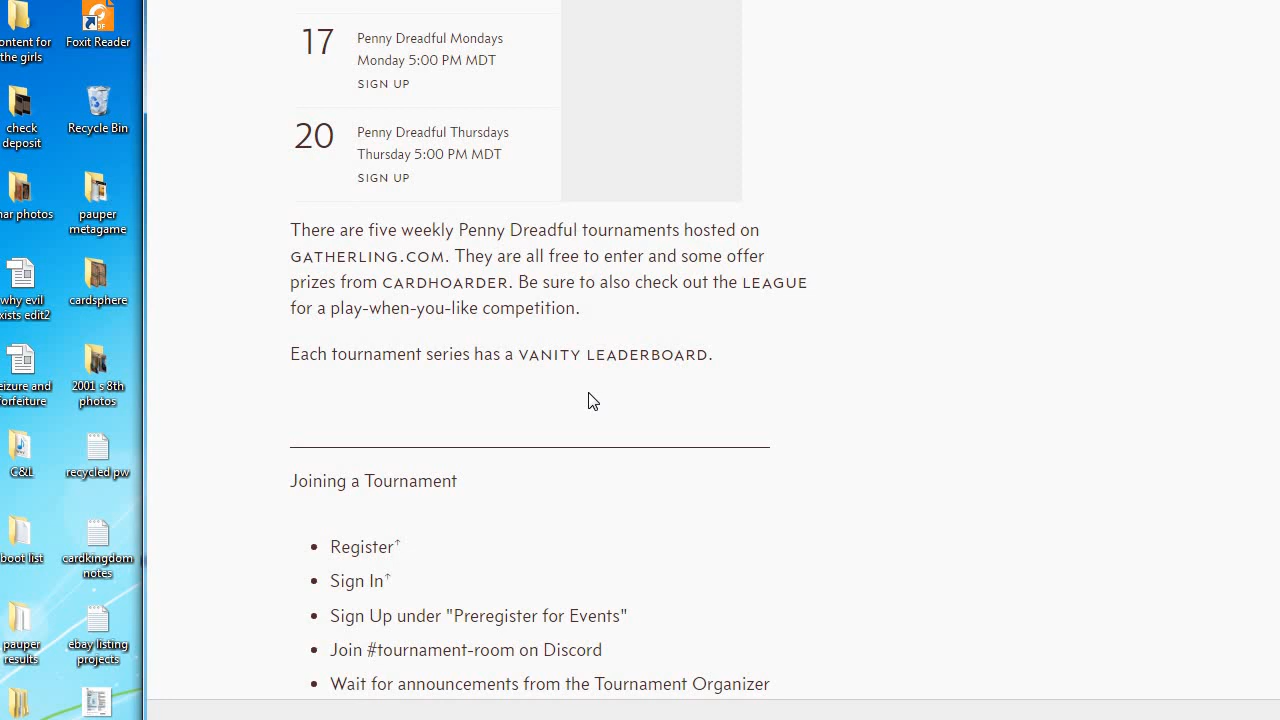 ontent for
the girls
Foxit Reader
check
deposit
Recycle Bin
nar photos
pauper
metagame
why evil
xists edit2
cardsphere
eizure and
orfeiture
2001 s 8th
photos
C&L
recycled pw
boot list
cardkingdom
notes
pauper
results
ebay listing
projects
17
Penny Dreadful Mondays
Monday 5:00 PM MDT
SIGN UP
20
Penny Dreadful Thursdays
Thursday 5:00 PM MDT
SIGN UP
There are five weekly Penny Dreadful tournaments hosted on
GATHERLING.COM. They are all free to enter and some offer
prizes from CARDHOARDER. Be sure to also check out the LEAGUE
for a play-when-you-like competition.
Each tournament series has a VANITY LEADERBOARD.
Joining a Tournament
• Register↑
• Sign In↑
• Sign Up under "Preregister for Events"
• Join #tournament-room on Discord
• Wait for announcements from the Tournament Organizer